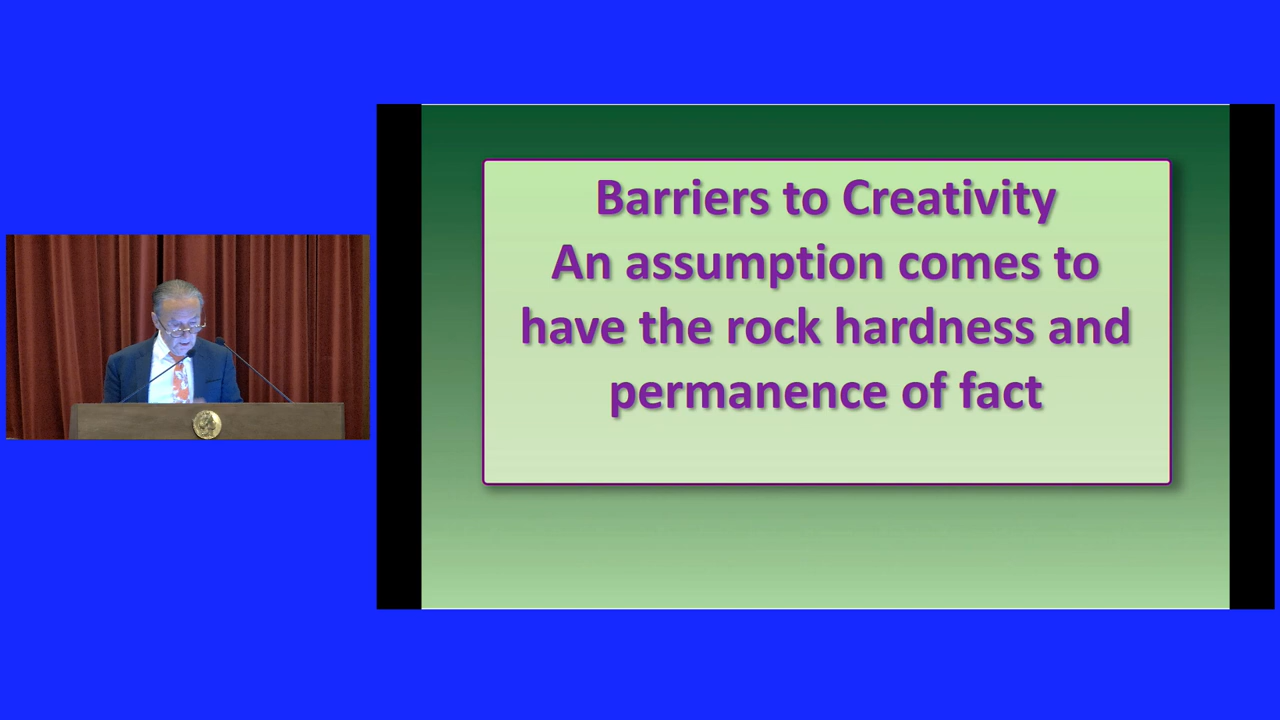 Barriers to Creativity
An assumption comes to
have the rock hardness and
permanence of fact